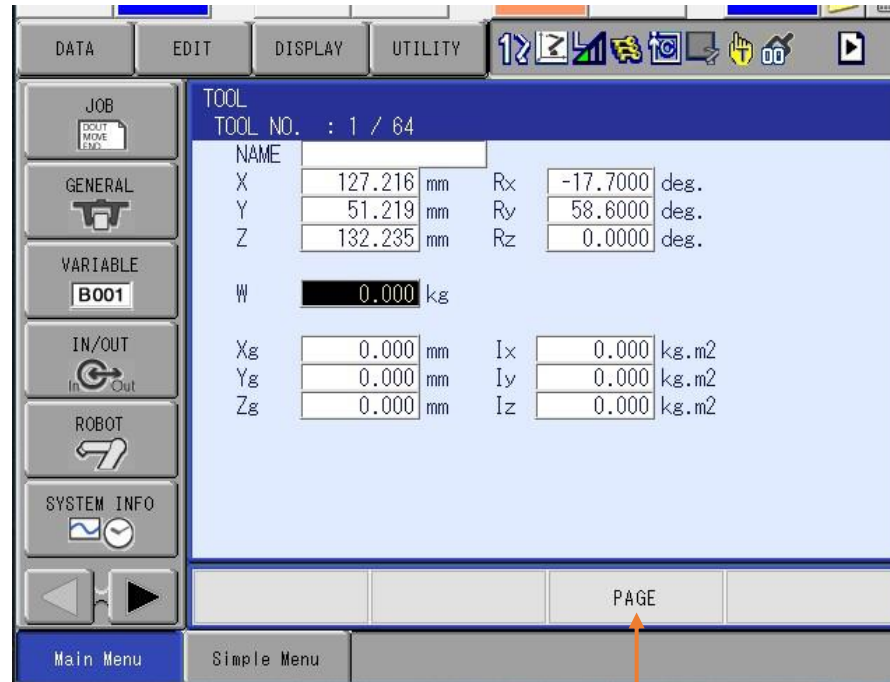 DATA EDIT DISPLAY UTILITY
JOB
DOUT
MOVE
END
GENERAL
VARIABLE
B001
IN/OUT
In Out
ROBOT
SYSTEM INFO
TOOL
TOOL NO. : 1 / 64
NAME
X 127.216 mm Rx -17.7000 deg.
Y 51.219 mm Ry 58.6000 deg.
Z 132.235 mm Rz 0.0000 deg.
W 0.000 kg
Xg 0.000 mm Ix 0.000 kg.m2
Yg 0.000 mm Iy 0.000 kg.m2
Zg 0.000 mm Iz 0.000 kg.m2
PAGE
Main Menu Simple Menu